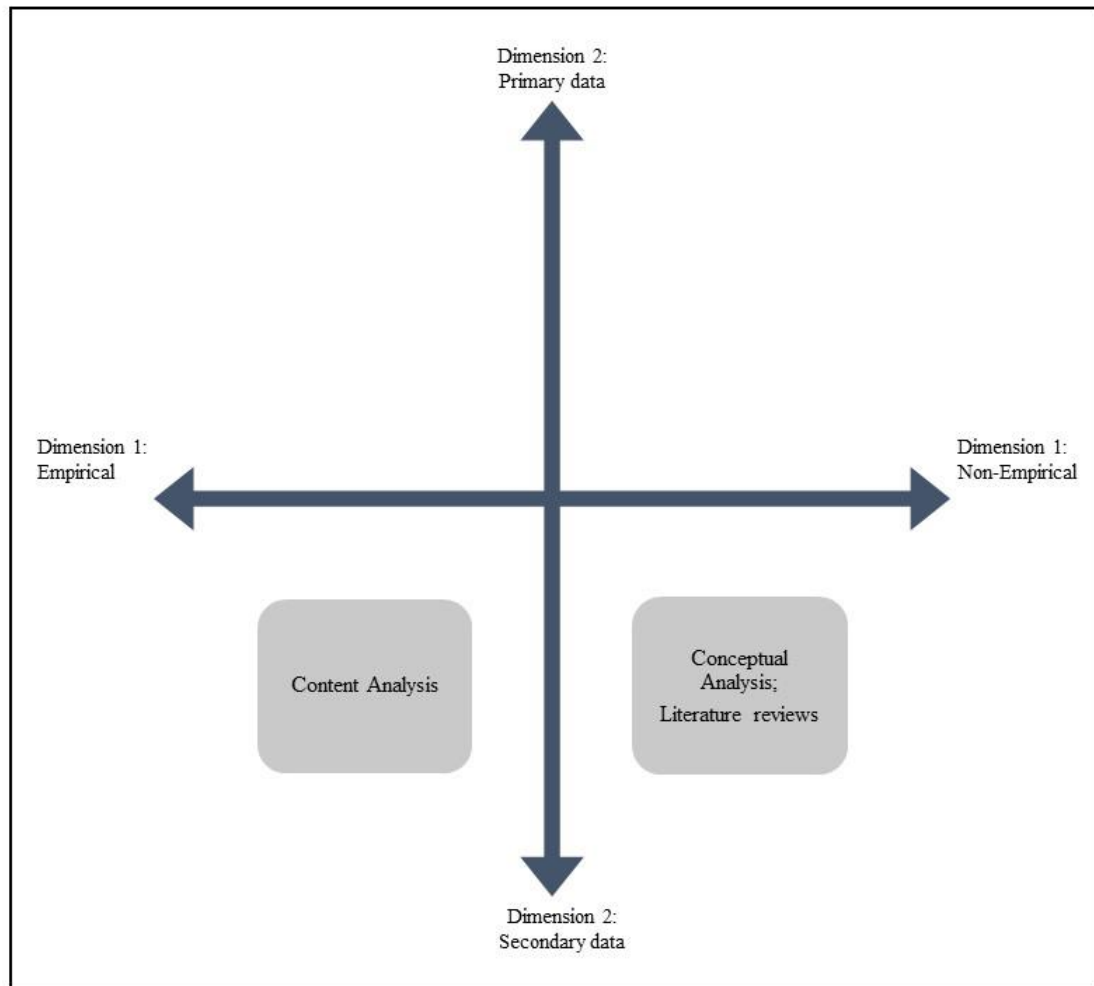 Dimension 2:
Primary data
Dimension 1:
Empirical
Dimension 1:
Non-Empirical
Content Analysis
Conceptual
Analysis;
Literature reviews
Dimension 2:
Secondary data